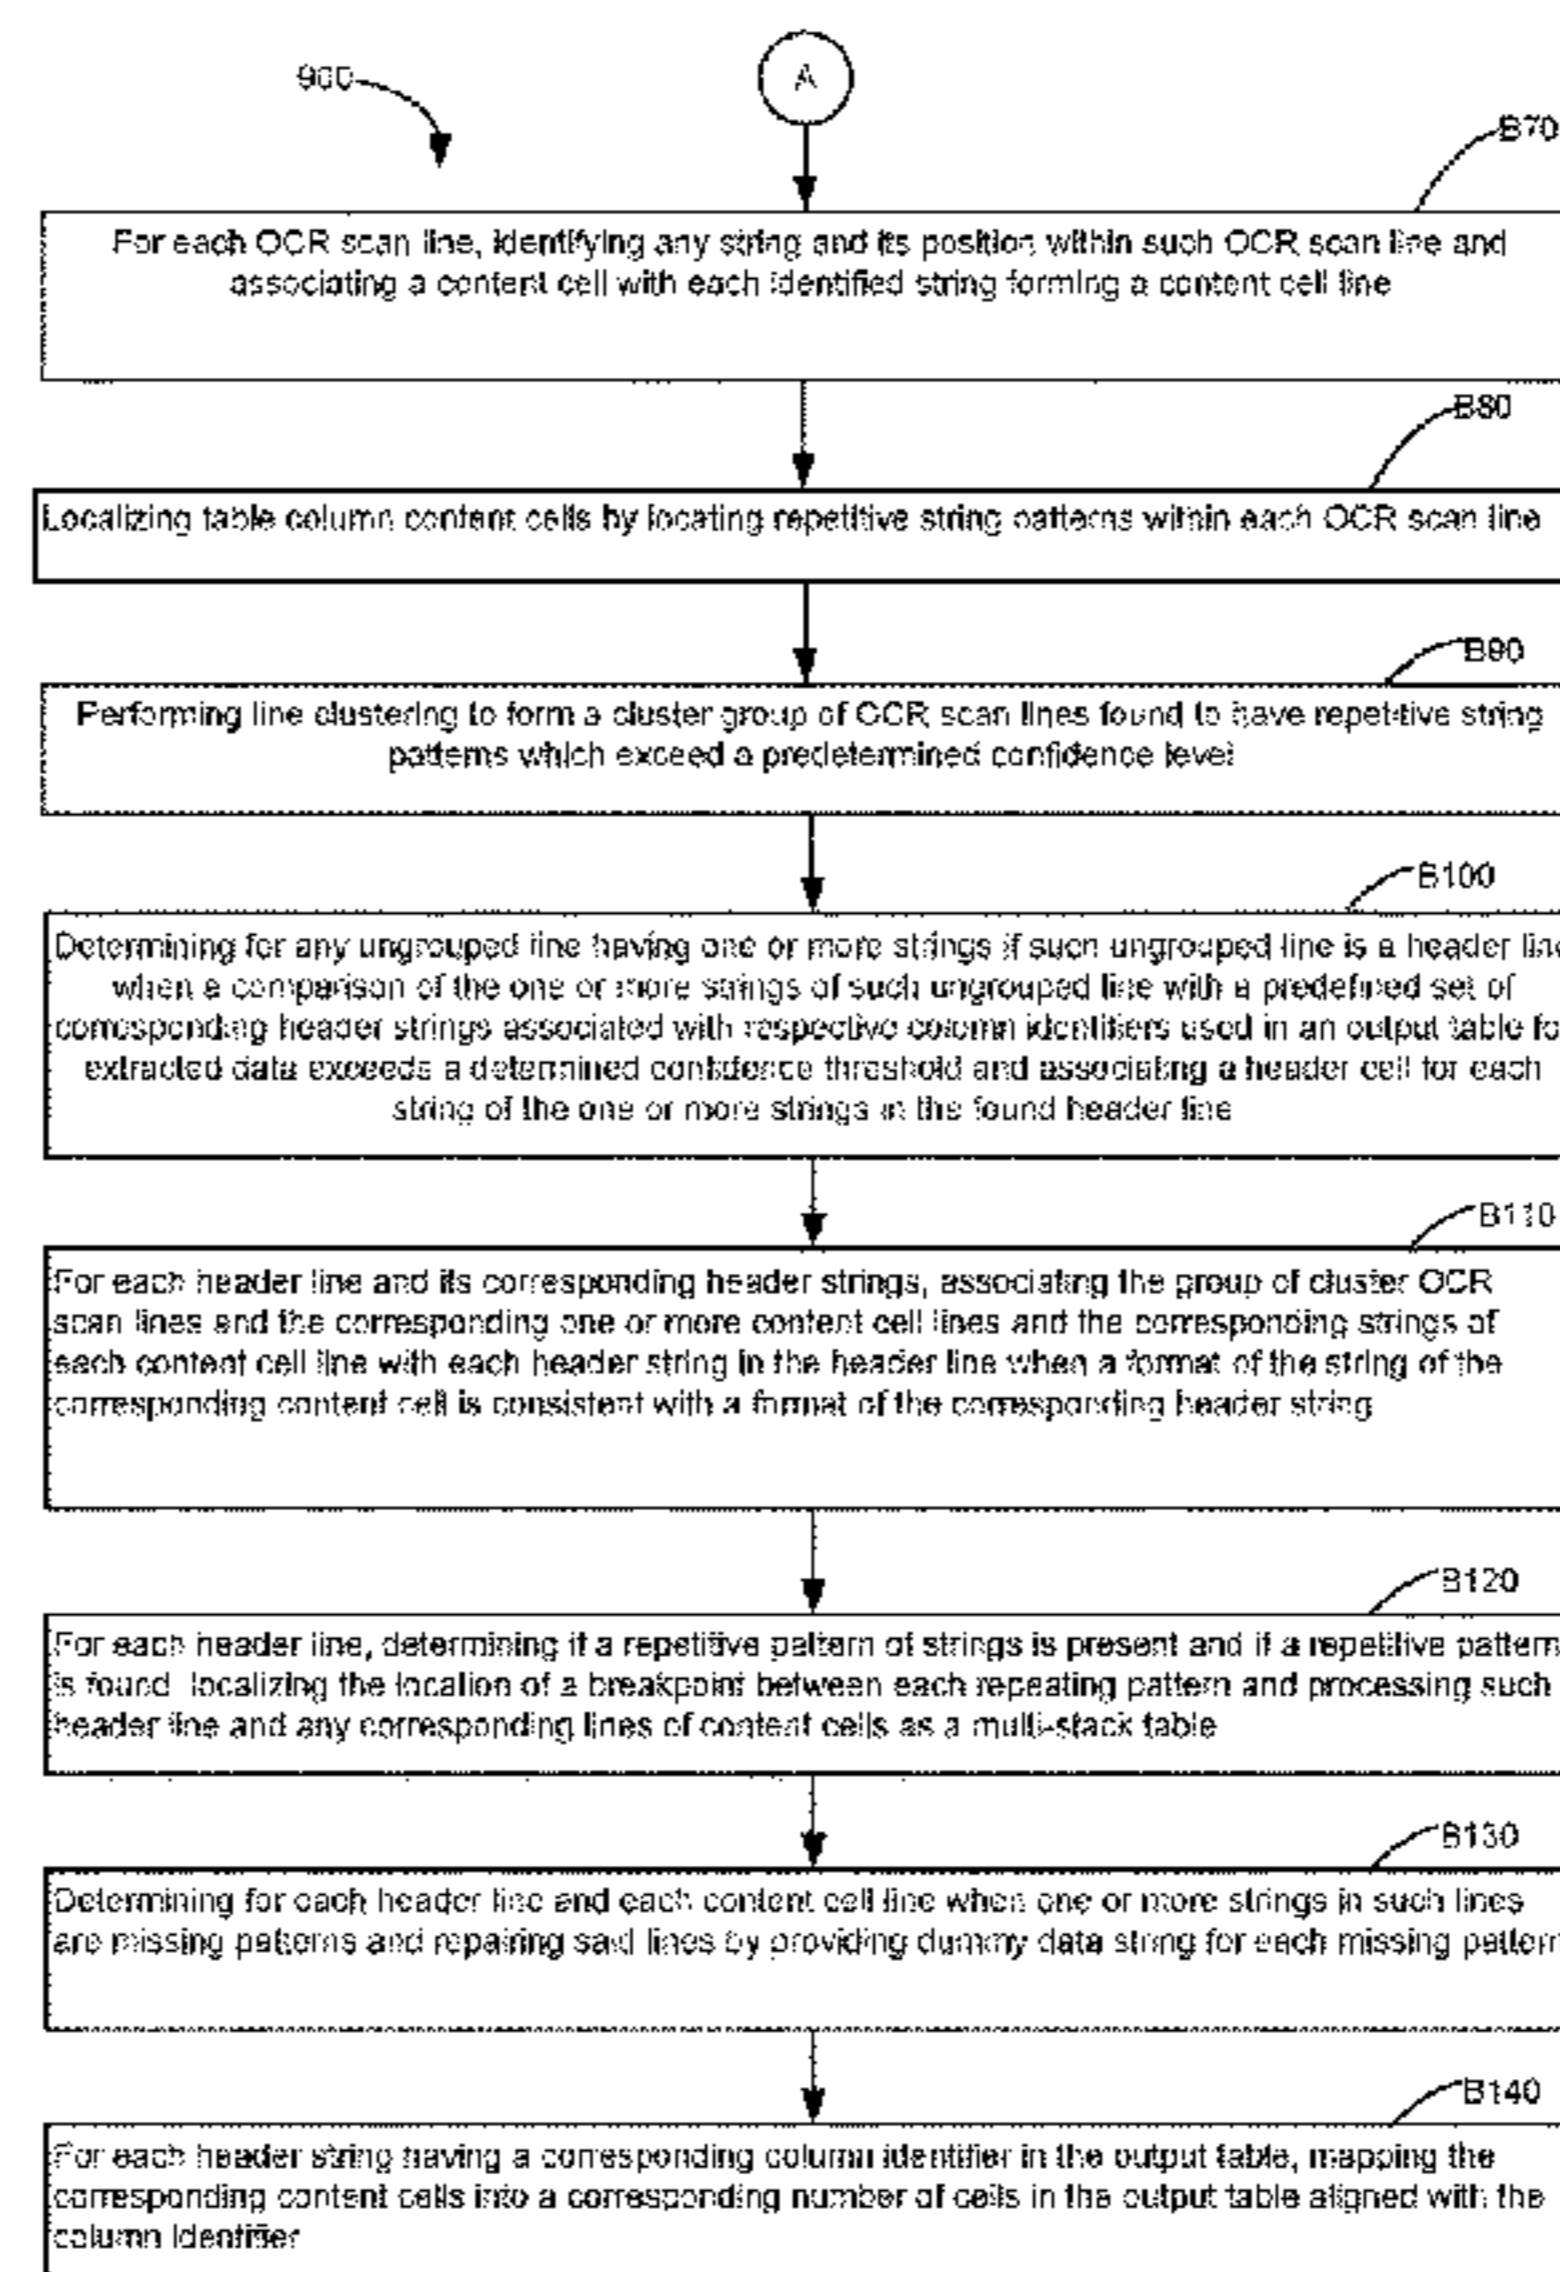 900
A
B70
For each OCR scan line, identifying any string and its position within such OCR scan line and
associating a content cell with each identified string forming a content cell line
B80
Localizing table column content cells by locating repetitive string patterns within each OCR scan line
B90
Performing line clustering to form a cluster group of OCR scan lines found to have repetitive string
patterns which exceed a predetermined confidence level
B100
Determining for any ungrouped line having one or more strings if such ungrouped line is a header line
when a comparison of the one or more strings of such ungrouped line with a predefined set of
corresponding header strings associated with respective column identifiers used in an output table fo
extracted data exceeds a determined confidence threshold and associating a header cell for each
string of the one or more strings in the found header line
B110
For each header line and its corresponding header strings, associating the group of cluster OCR
scan lines and the corresponding one or more content cell lines and the corresponding strings of
each content cell line with each header string in the header line when a format of the string of the
corresponding content cell is consistent with a format of the corresponding header string
B120
For each header line, determining if a repetitive pattern of strings is present and if a repetitive pattern
is found localizing the location of a breakpoint between each repeating pattern and processing such
header line and any corresponding lines of content cells as a multi-stack table
B130
Determining for each header line and each content cell line when one or more strings in such lines
are missing patterns and repairing said lines by providing dummy data string for each missing pattern
B140
For each header string having a corresponding column identifier in the output table, mapping the
corresponding content cells into a corresponding number of cells in the output table aligned with the
column identifier